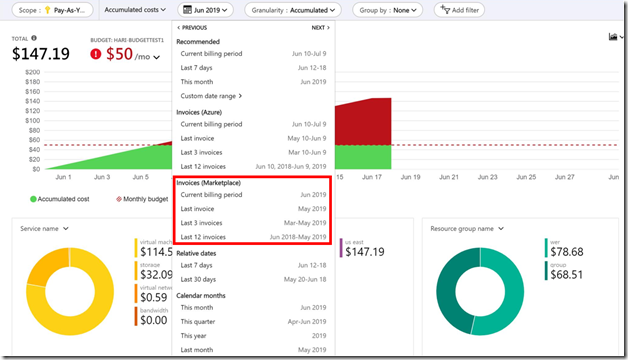 Scope : Pay-As-Y... Accumulated costs Jun 2019 Granularity : Accumulated Group by : None Add filter
PREVIOUS NEXT
TOTAL
$147.19
BUDGET: HARI-BUDGETTEST1
$50 /mo
Recommended
Current billing period Jun 10-Jul 9
Last 7 days Jun 12-18
This month Jun 2019
Custom date range
Invoices (Azure)
Current billing period Jun 10-Jul 9
Last invoice May 10-Jun 9
Last 3 invoices Mar 10-Jun 9
Last 12 invoices Jun 10, 2018-Jun 9, 2019
Invoices (Marketplace)
Current billing period Jun 2019
Last invoice May 2019
Last 3 invoices Mar-May 2019
Last 12 invoices Jun 2018-May 2019
Relative dates
Last 7 days Jun 12-18
Last 30 days May 20-Jun 18
Calendar months
This month Jun 2019
This quarter Apr-Jun 2019
This year 2019
Last month May 2019
$200
$180
$160
$140
$120
$100
$80
$60
$40
$20
$0
Jun 1 Jun 3 Jun 5 15 Jun 17 Jun 19 Jun 21 Jun 23 Jun 25 Jun 27 Jun
Accumulated cost Monthly budget
Service name
virtual mac
$114.5
storage
$32.09
virtual netw
$0.59
bandwidth
$0.00
us east
$147.19
Resource group name
$78.68
$68.51